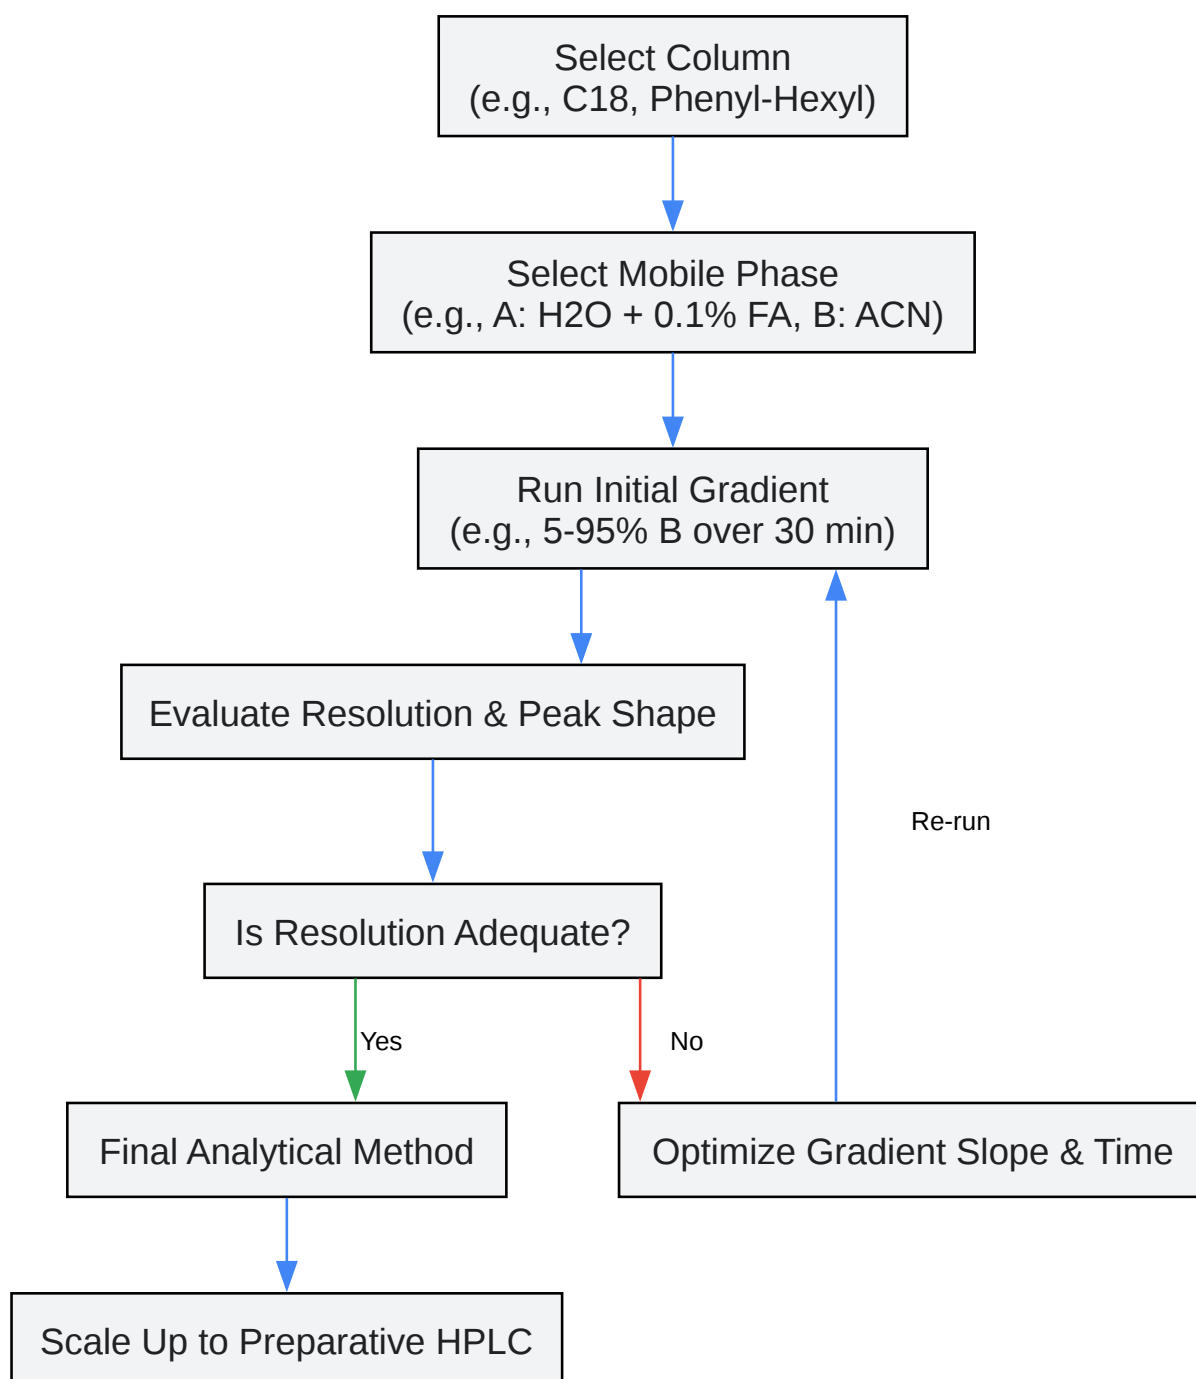 Select Column
(e.g., C18, Phenyl-Hexyl)
Select Mobile Phase
(e.g., A: H2O + 0.1% FA, B: ACN)
Run Initial Gradient
(e.g., 5-95% B over 30 min)
Evaluate Resolution & Peak Shape
Re-run
Is Resolution Adequate?
Yes
No
Final Analytical Method
Optimize Gradient Slope & Time
Scale Up to Preparative HPLC